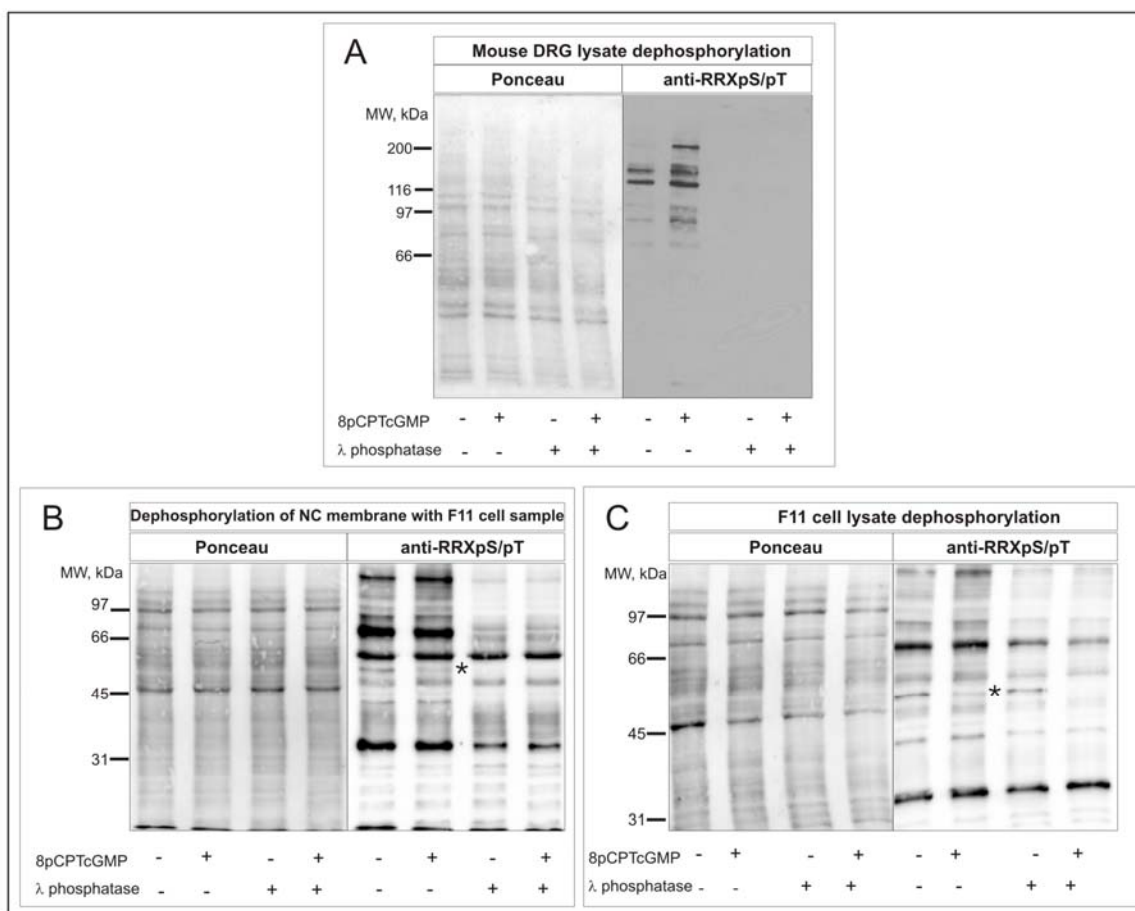 A
Mouse DRG lysate dephosphorylation
Ponceau anti-RRXpS/pT
MW, kDa
200
116
97
66
8pCPTcGMP - + - + - + - +
λ phosphatase - - + + - - + +
B
Dephosphorylation of NC membrane with F11 cell sample
Ponceau anti-RRXpS/pT
MW, kDa
97
66
*
45
31
8pCPTcGMP - + - + - + - +
λ phosphatase - - + + - - + +
C
F11 cell lysate dephosphorylation
Ponceau anti-RRXpS/pT
MW, kDa
97
66
*
45
31
8pCPTcGMP - + - + - + - +
λ phosphatase - - + + - - + +